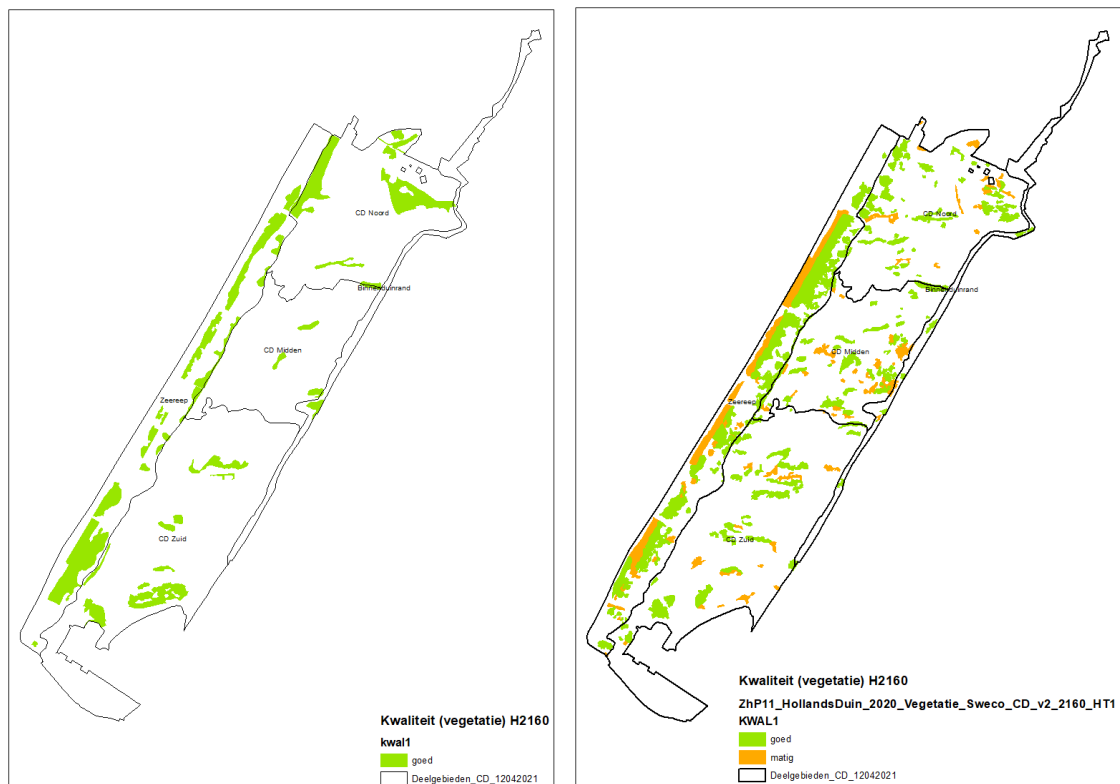 CD Noord
Binnenduinrand
CD Midden
Zeereep
CD Zuid
Kwaliteit (vegetatie) H2160
kwal1
goed
Deelgebieden_CD_12042021
CD Noord
Binnenduinrand
CD Midden
Zeereep
CD Zuid
Kwaliteit (vegetatie) H2160
ZhP11_HollandsDuin_2020_Vegetatie_Sweco_CD_v2_2160_HT1
KWAL1
goed
matig
Deelgebieden_CD_12042021